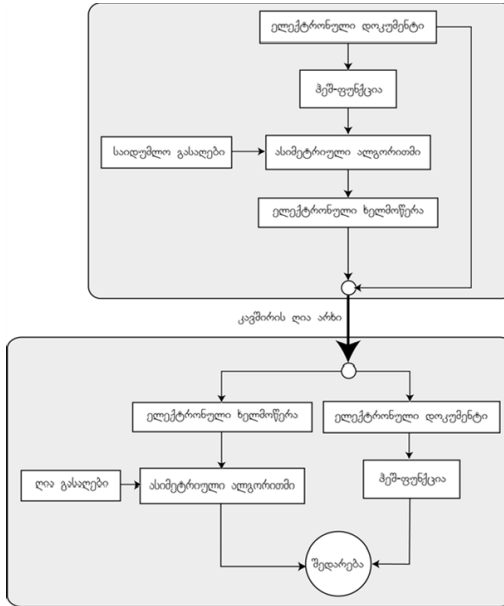 ელექტრონული დოკუმენტი
ჰეშ-ფუნქცია
საიდუმლო გასაღები
ასიმეტრიული ალგორითმი
ელექტრონული ხელმოწერა
კავშირის ღია არხი
ელექტრონული ხელმოწერა
ელექტრონული დოკუმენტი
ღია გასაღები
ასიმეტრიული ალგორითმი
ჰეშ-ფუნქცია
შედარება